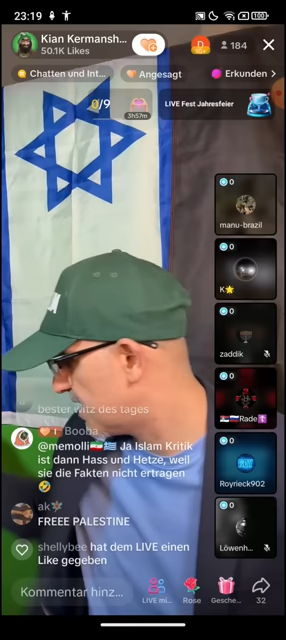 23:19
100
Kian Kermansh...
50.1K Likes
D
184
Chatten und Int...
Angesagt
Erkunden >
0/9
3h57m
LIVE Fest Jahresfeier
0
manu-brazil
0
K⭐
0
zaddik
0
🇷🇸🇷🇺Rade✝️
0
Royrieck902
0
Löwenh...
bester witz des tages
Booba
@memolli🇮🇷🇬🇷 Ja Islam Kritik
ist dann Hass und Hetze, weil
sie die Fakten nicht ertragen
🤣
ak
FREEE PALESTINE
shellybee hat dem LIVE einen
Like gegeben
Kommentar hinz...
LIVE mi...
Rose
Gesche...
32